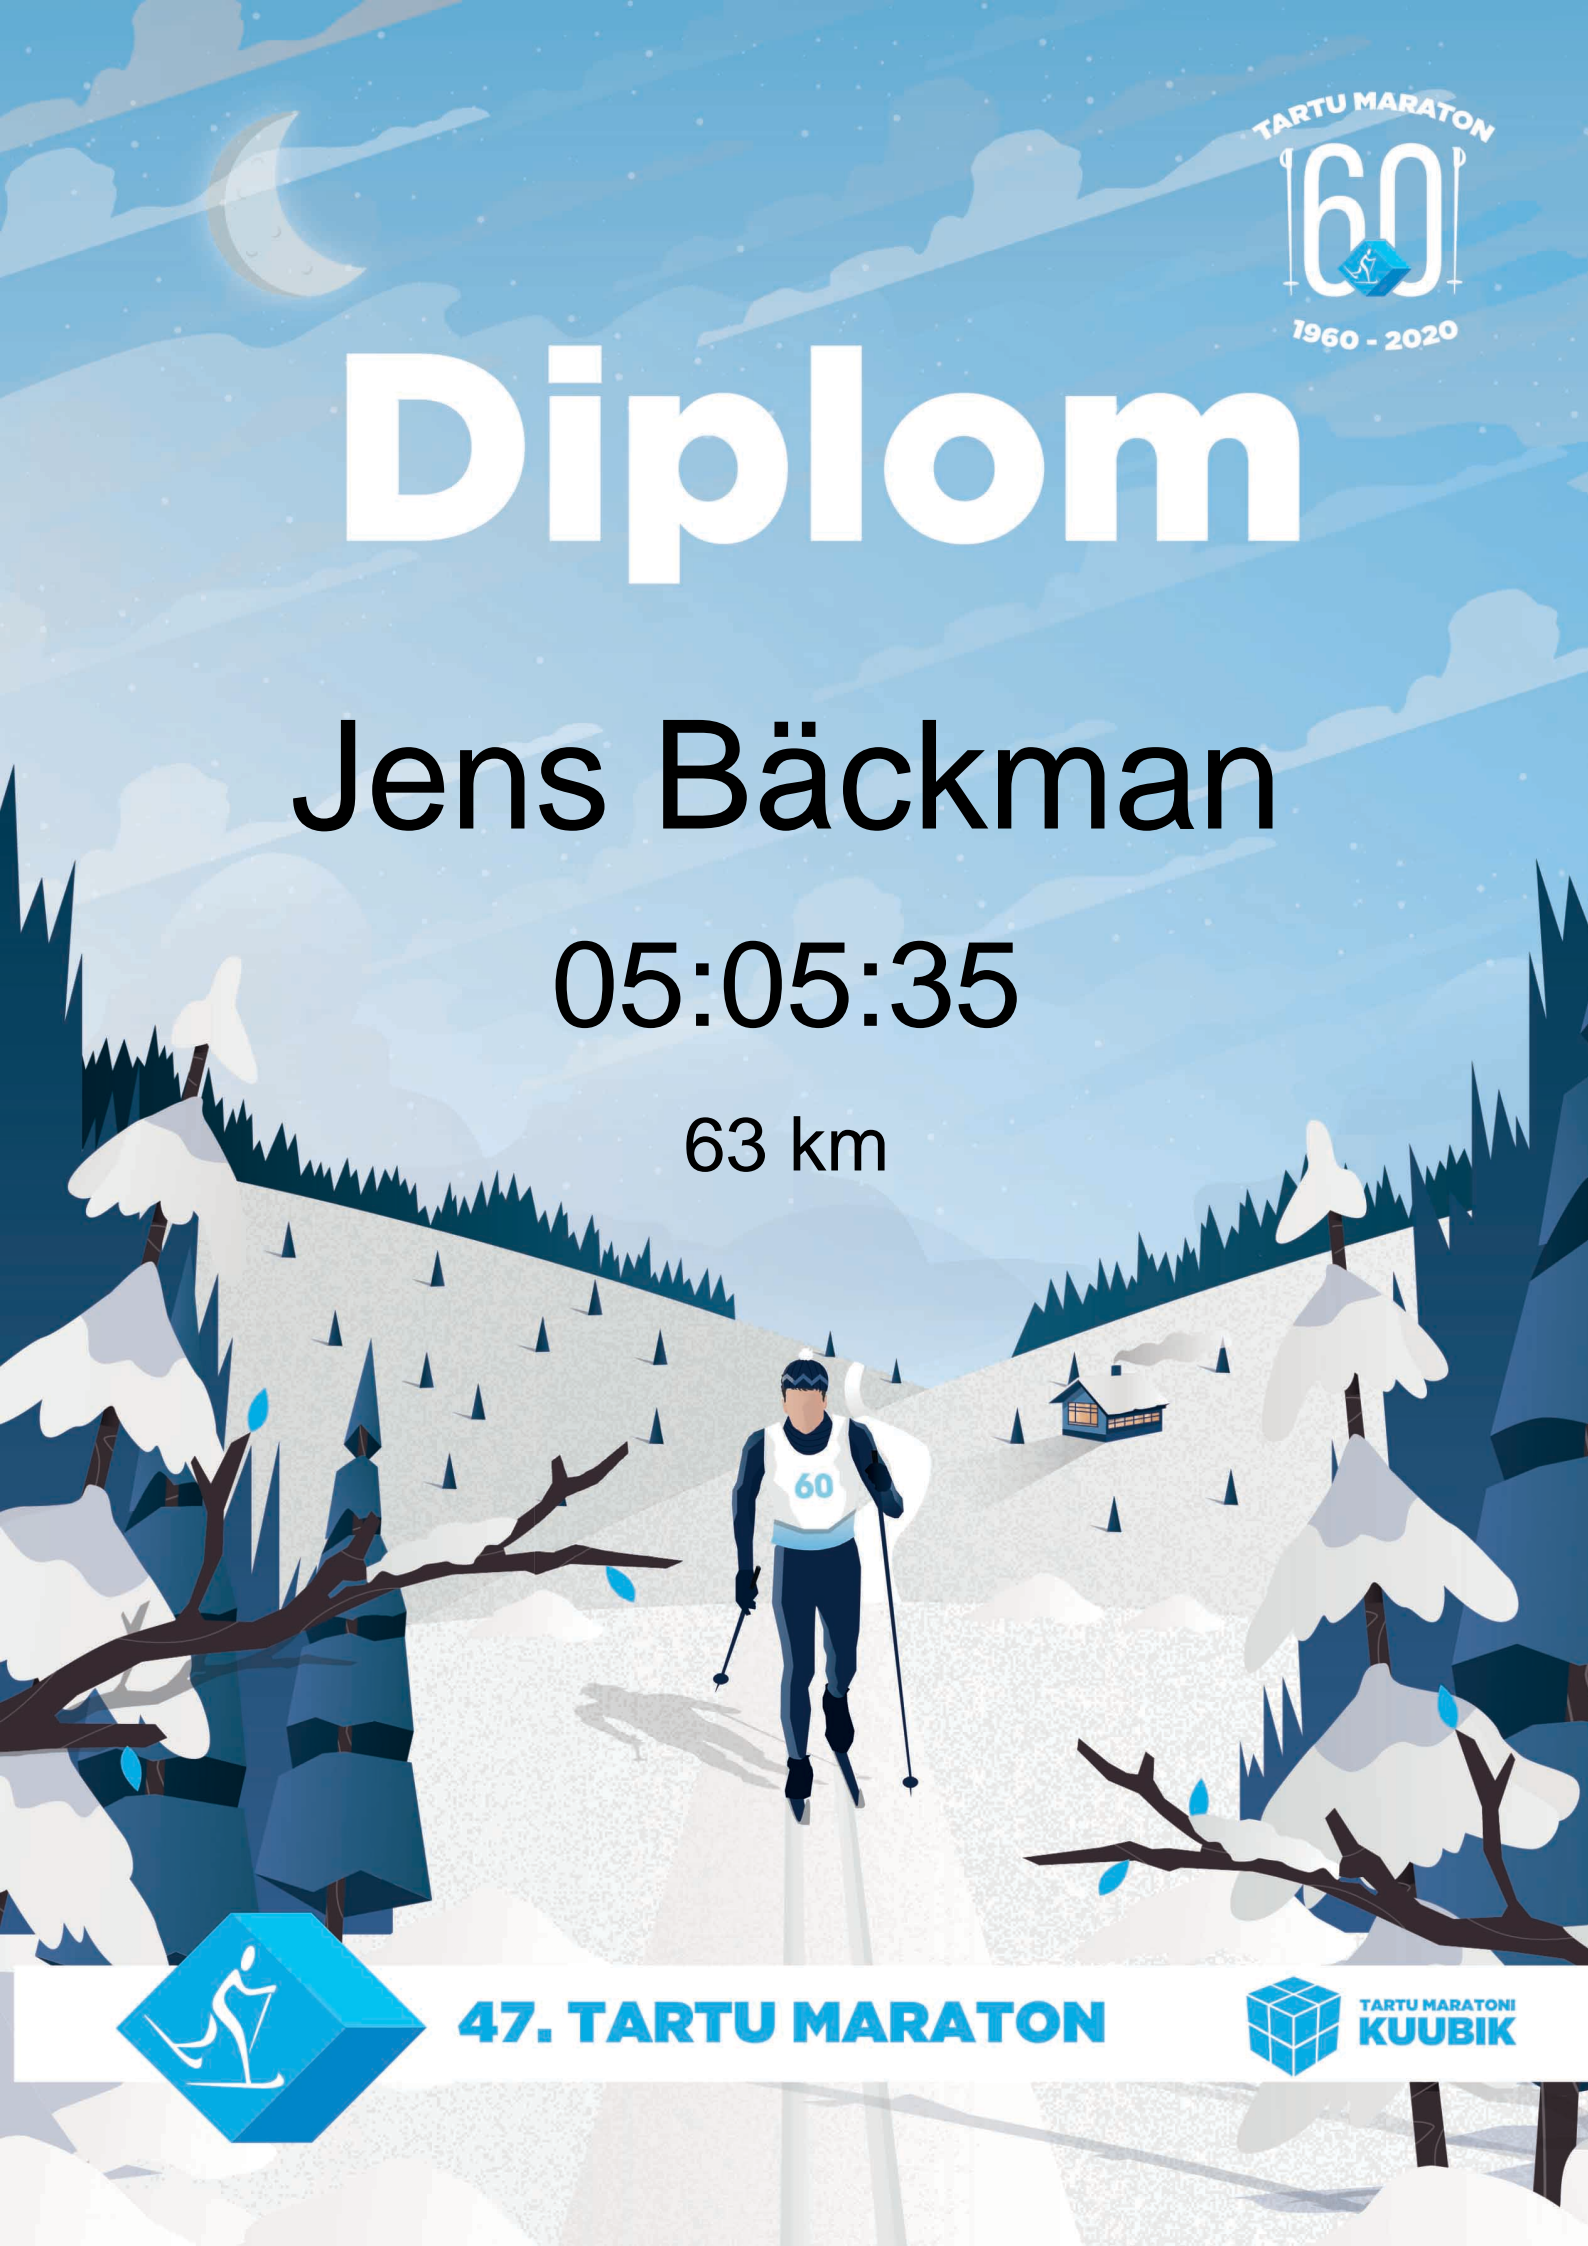 TARTU MARATON
60
1960 - 2020
Diplom
Jens Bäckman
05:05:35
63 km
60
47. TARTU MARATON
TARTU MARATONI
KUUBIK